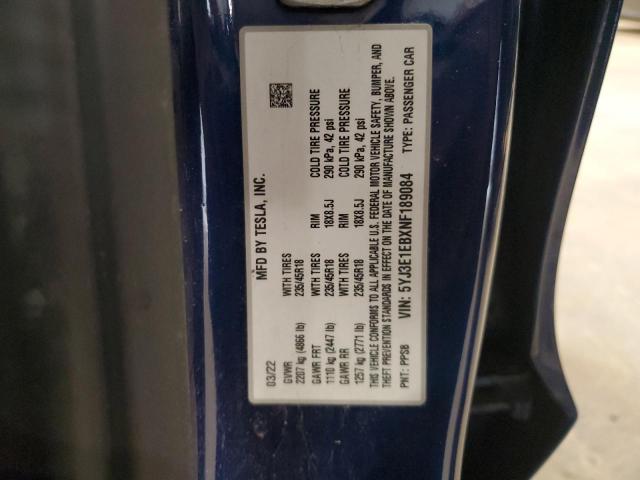 MFD BY TESLA, INC.
03/22
GVWR WITH TIRES RIM COLD TIRE PRESSURE
2207 kg (4866 lb) 235/45R18 18X8.5J 290 kPa, 42 psi
GAWR FRT WITH TIRES
1110 kg (2447 lb) 235/45R18
GAWR RR WITH TIRES RIM COLD TIRE PRESSURE
1257 kg (2771 lb) 235/45R18 18X8.5J 290 kPa, 42 psi
THIS VEHICLE CONFORMS TO ALL APPLICABLE U.S. FEDERAL MOTOR VEHICLE SAFETY, BUMPER, AND
THEFT PREVENTION STANDARDS IN EFFECT ON THE DATE OF MANUFACTURE SHOWN ABOVE.
VIN: 5YJ3E1EBXNF189084 TYPE: PASSENGER CAR
PNT: PPSB